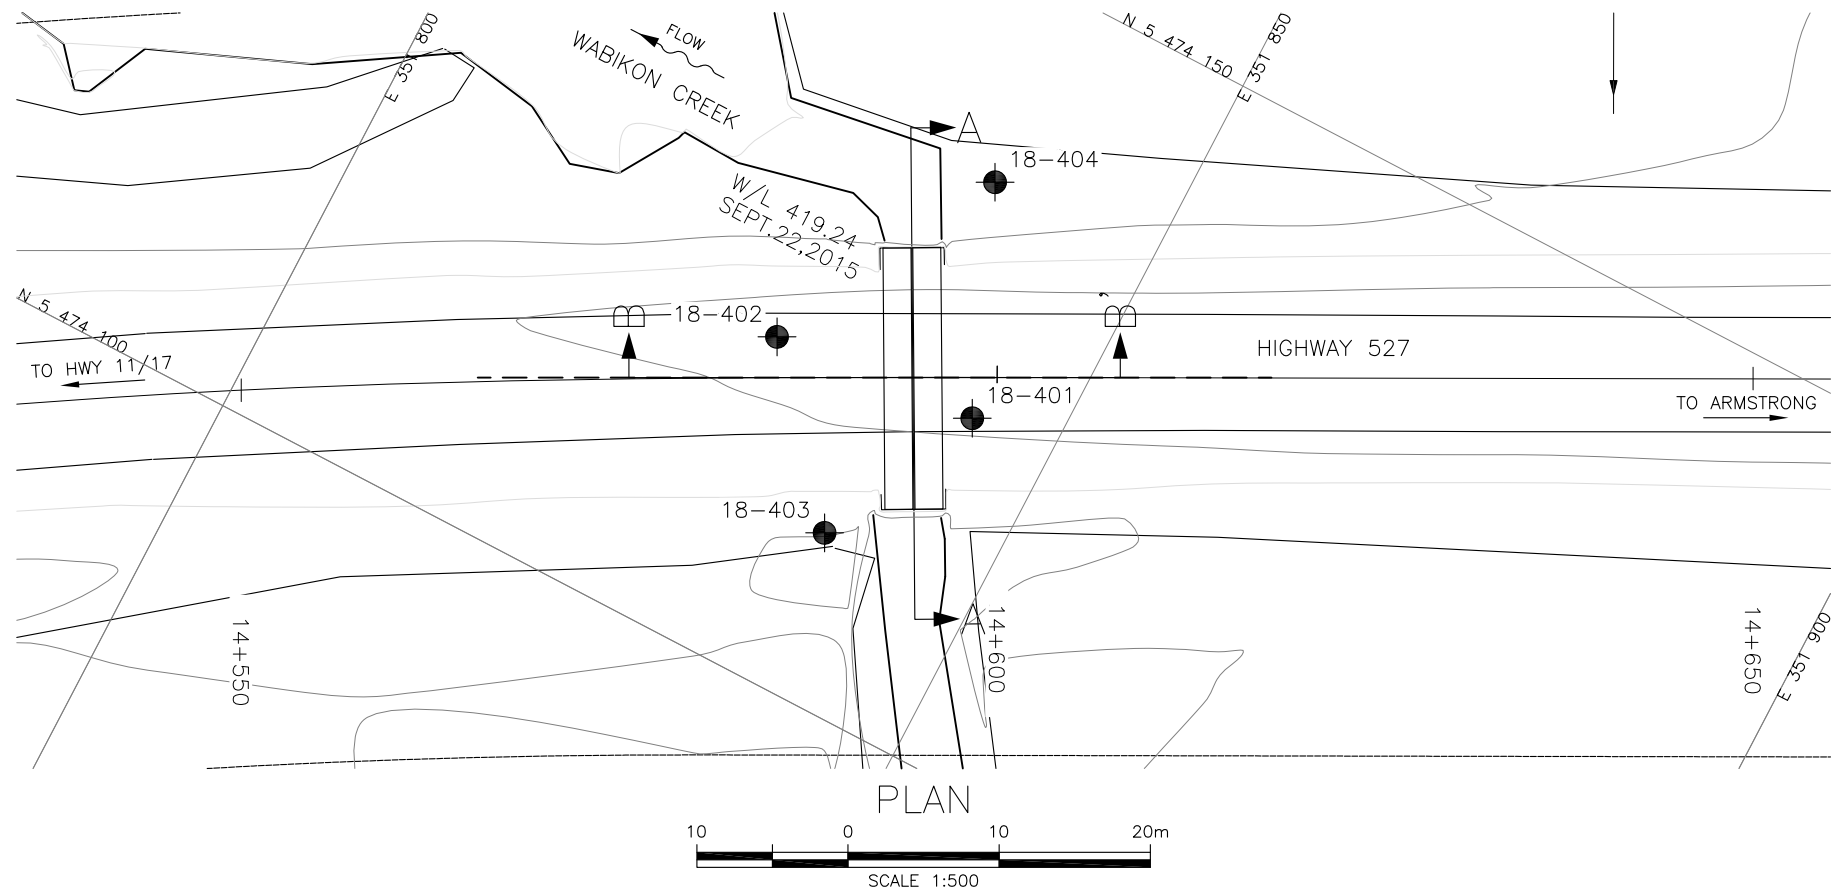 E 351 800
FLOW
WABIKON CREEK
N 5 474 150
E 351 850
A
18-404
W/L 419.24
SEPT.22,2015
N 5 474 100
B
18-402
B'
HIGHWAY 527
TO HWY 11/17
18-401
TO ARMSTRONG
18-403
14+550
A'
14+600
14+650
E 351 900
PLAN
10 0 10 20m
SCALE 1:500